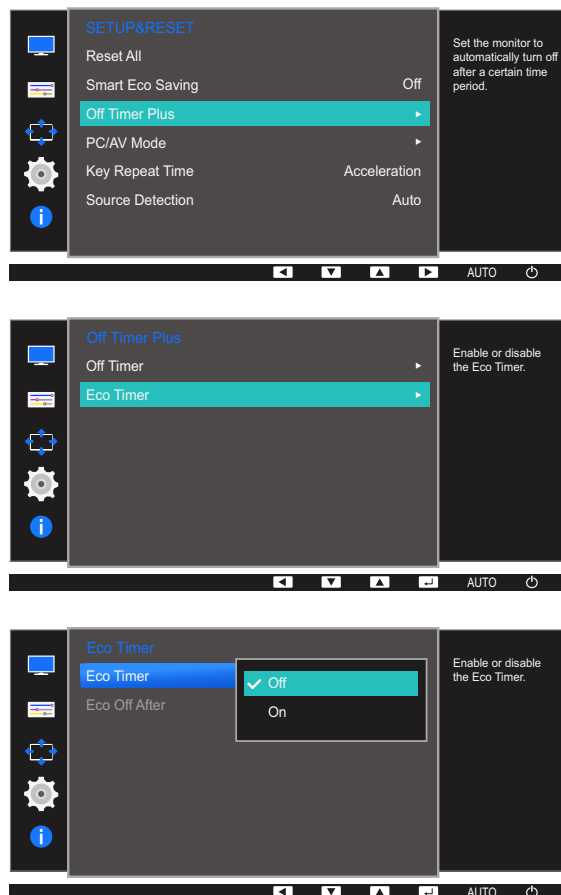 SETUP&RESET
Reset All
Smart Eco Saving Off
Off Timer Plus
PC/AV Mode
Key Repeat Time Acceleration
Source Detection Auto
Set the monitor to
automatically turn off
after a certain time
period.
AUTO
Off Timer Plus
Off Timer
Eco Timer
Enable or disable
the Eco Timer.
AUTO
Eco Timer
Eco Timer
Off
Eco Off After
On
Enable or disable
the Eco Timer.
AUTO